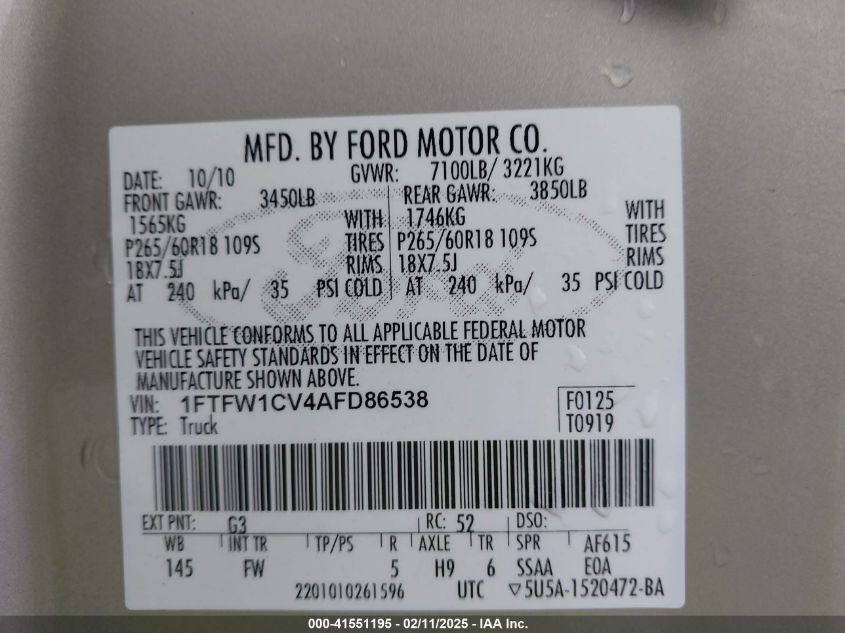 MFD. BY FORD MOTOR CO.
DATE: 10/10 GVWR: 7100LB/ 3221KG
FRONT GAWR: 3450LB REAR GAWR: 3850LB
1565KG WITH 1746KG WITH
P265/60R18 109S TIRES P265/60R18 109S TIRES
18X7.5J RIMS 18X7.5J RIMS
AT 240 kPa/ 35 PSI COLD AT 240 kPa/ 35 PSI COLD
THIS VEHICLE CONFORMS TO ALL APPLICABLE FEDERAL MOTOR
VEHICLE SAFETY STANDARDS IN EFFECT ON THE DATE OF
MANUFACTURE SHOWN ABOVE.
VIN: 1FTFW1CV4AFD86538 F0125
TYPE: Truck T0919
EXT PNT: G3 RC: 52 DSO:
WB INT TR TP/PS R AXLE TR SPR AF615
145 FW 5 H9 6 SSAA E0A
2201010261596 UTC ▽5U5A-1520472-BA
000-41551195 - 02/11/2025 - IAA Inc.